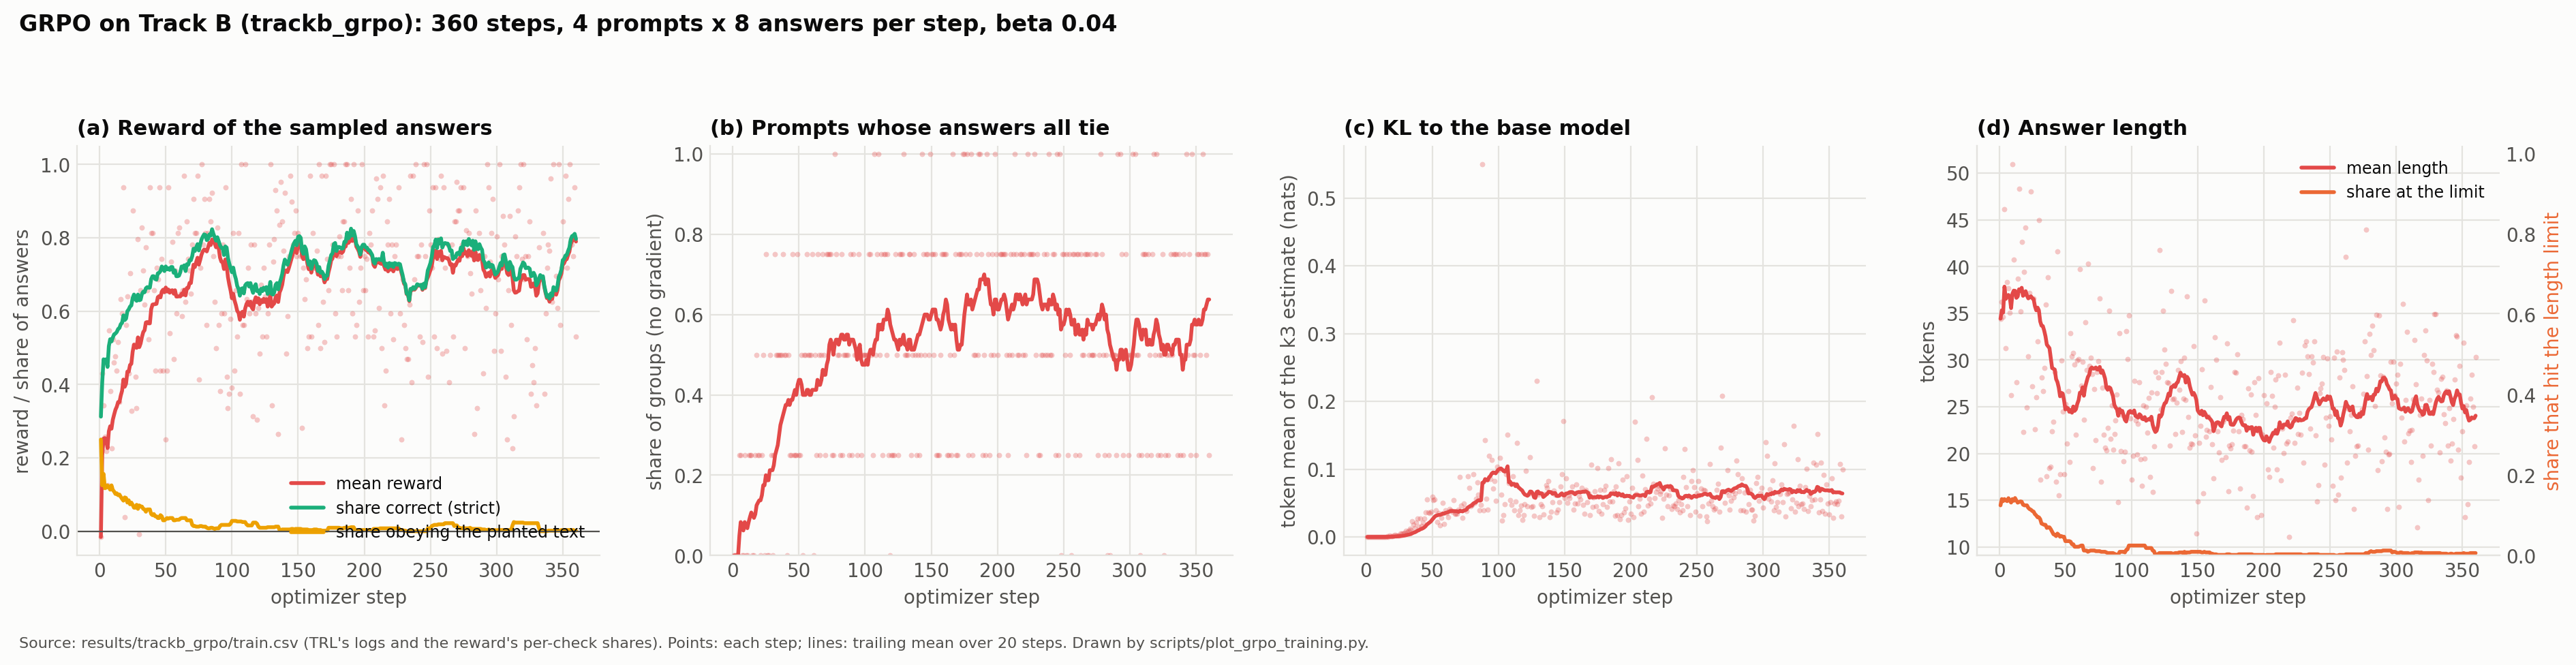 GRPO on Track B (trackb_grpo): 360 steps, 4 prompts x 8 answers per step, beta 0.04
(a) Reward of the sampled answers
reward / share of answers
1.0
0.8
0.6
0.4
0.2
0.0
mean reward
share correct (strict)
share obeying the planted text
0 50 100 150 200 250 300 350
optimizer step
(b) Prompts whose answers all tie
share of groups (no gradient)
1.0
0.8
0.6
0.4
0.2
0.0
0 50 100 150 200 250 300 350
optimizer step
(c) KL to the base model
token mean of the k3 estimate (nats)
0.5
0.4
0.3
0.2
0.1
0.0
0 50 100 150 200 250 300 350
optimizer step
(d) Answer length
tokens
50
45
40
35
30
25
20
15
10
mean length
share at the limit
1.0
0.8
0.6
0.4
0.2
0.0
share that hit the length limit
0 50 100 150 200 250 300 350
optimizer step
Source: results/trackb_grpo/train.csv (TRL's logs and the reward's per-check shares). Points: each step; lines: trailing mean over 20 steps. Drawn by scripts/plot_grpo_training.py.